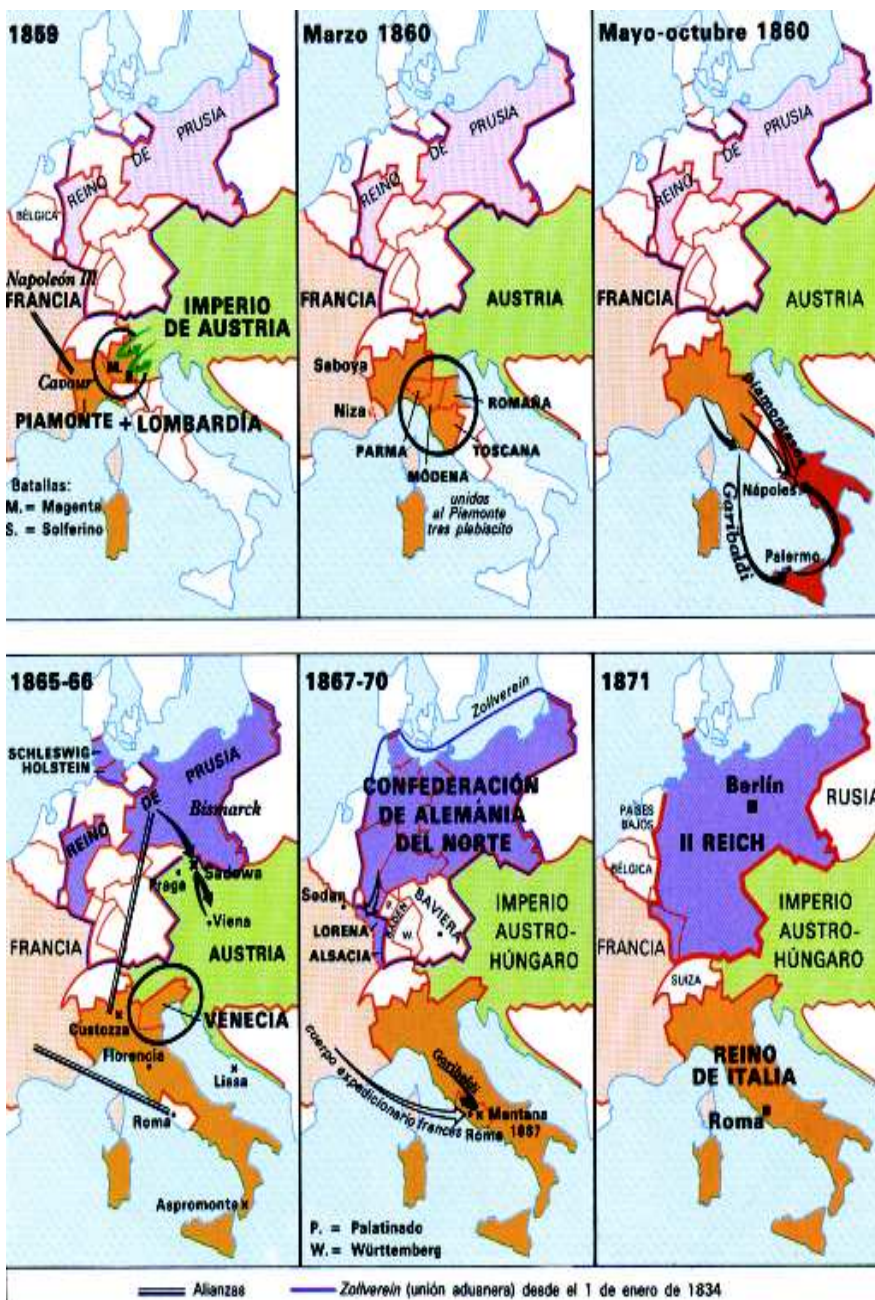 1859
PRUSIA
DE
REINO
BÉLGICA
Napoleón III
FRANCIA
IMPERIO
DE AUSTRIA
M.
Cavour
PIAMONTE + LOMBARDÍA
Batallas:
M. = Magenta
S. = Solferino
Marzo 1860
PRUSIA
DE
REINO
FRANCIA
AUSTRIA
Saboya
Niza
ROMAÑA
PARMA
TOSCANA
MÓDENA
unidos
al Piamonte
tras plebiscito
Mayo-octubre 1860
PRUSIA
DE
REINO
FRANCIA
AUSTRIA
piamonteses
Nápoles
Garibaldi
Palermo
1865-66
SCHLESWIG
HOLSTEIN
PRUSIA
DE
Bismarck
REINO
Sadowa
Praga
Viena
FRANCIA
AUSTRIA
VENECIA
Custozza
Florencia
Lissa
Roma
Aspromonte
1867-70
Zollverein
CONFEDERACIÓN
DE ALEMÁNIA
DEL NORTE
Sedan
P.
BADEN
W.
BAVIERA
LORENA
ALSACIA
IMPERIO
AUSTRO-
HÚNGARO
cuerpo expedicionario francés
Garibaldi
Mentana
Roma 1867
P. = Palatinado
W. = Württemberg
1871
Berlín
RUSIA
PAÍSES
BAJOS
II REICH
BÉLGICA
IMPERIO
AUSTRO-
HÚNGARO
FRANCIA
SUIZA
REINO
DE ITALIA
Roma
Alianzas
Zollverein (unión aduanera) desde el 1 de enero de 1834